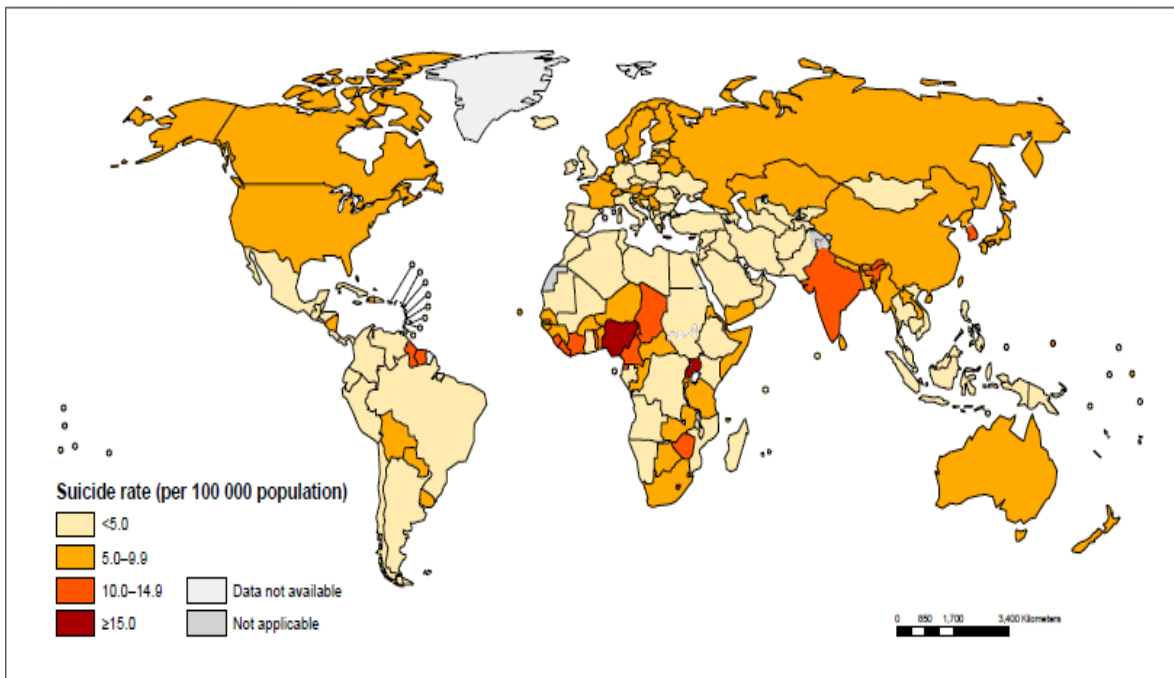 Suicide rate (per 100 000 population)
<5.0
5.0–9.9
10.0–14.9
≥15.0
Data not available
Not applicable
0 850 1,700 3,400 Kilometers